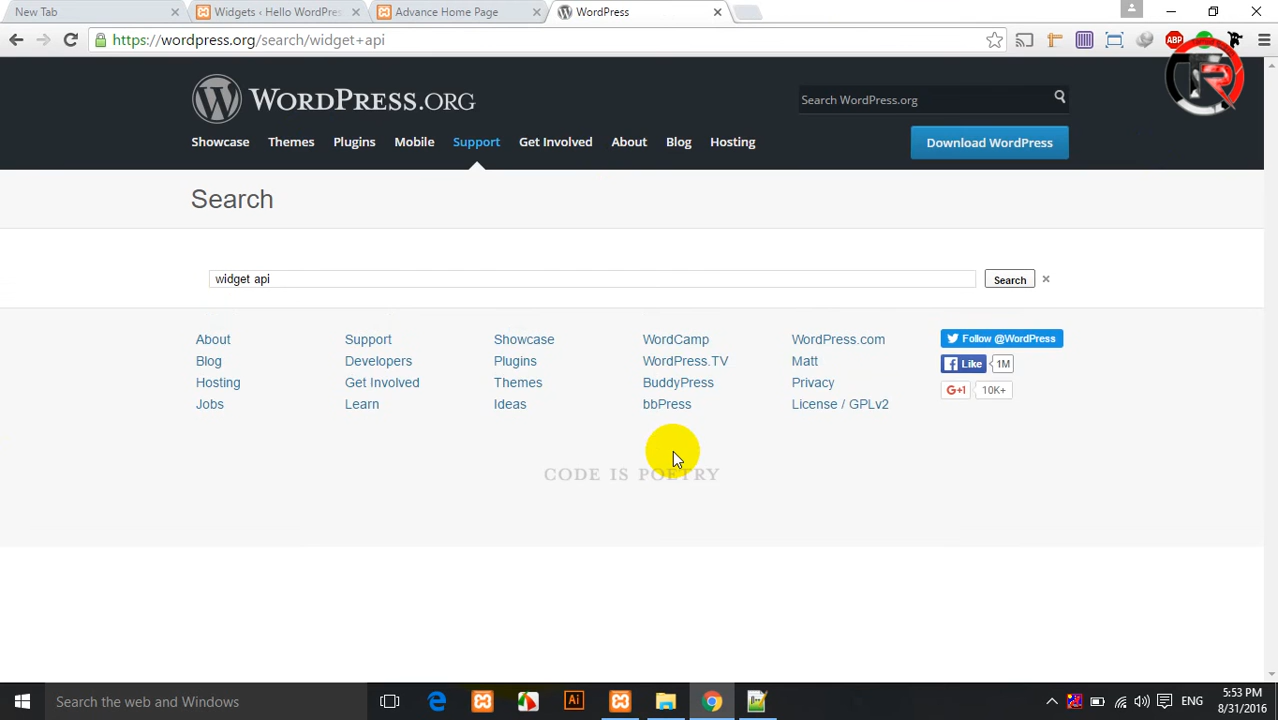 New Tab
Widgets ‹ Hello WordPres
Advance Home Page
WordPress
https://wordpress.org/search/widget+api
ABP
WORDPRESS.ORG
Search WordPress.org
Showcase Themes Plugins Mobile Support Get Involved About Blog Hosting
Download WordPress
Search
widget api
Search
About Support Showcase WordCamp WordPress.com
Follow @WordPress
Blog Developers Plugins WordPress.TV Matt
Like 1M
Hosting Get Involved Themes BuddyPress Privacy
G+1 10K+
Jobs Learn Ideas bbPress License / GPLv2
CODE IS POETRY
Search the web and Windows
Ai
ENG
5:53 PM
8/31/2016